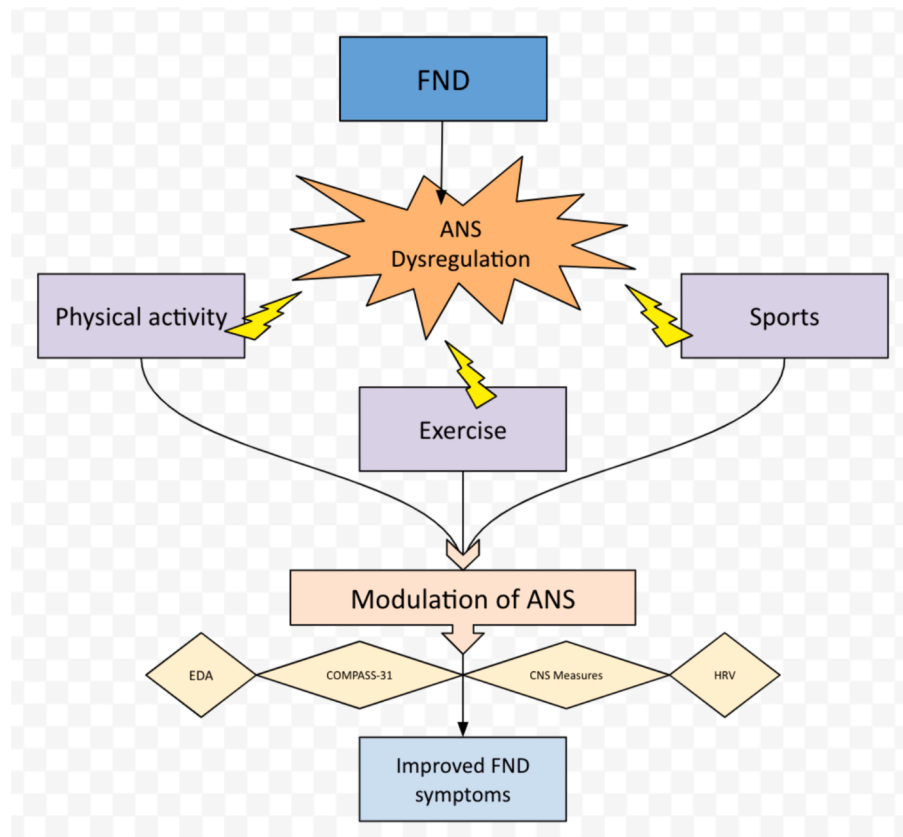 FND
ANS
Dysregulation
Physical activity
Sports
Exercise
Modulation of ANS
EDA
COMPASS-31
CNS Measures
HRV
Improved FND
symptoms